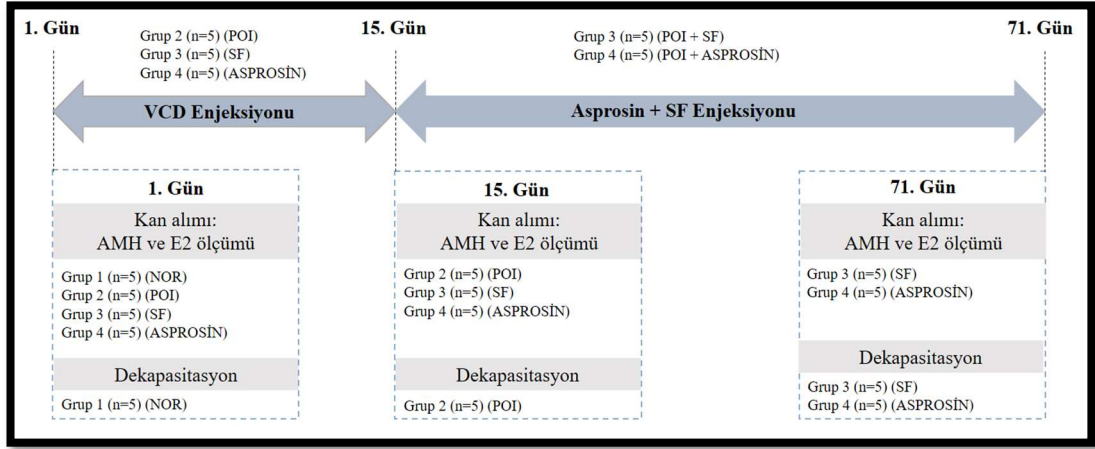 1. Gün
Grup 2 (n=5) (POI)
Grup 3 (n=5) (SF)
Grup 4 (n=5) (ASPROSİN)
15. Gün
Grup 3 (n=5) (POI + SF)
Grup 4 (n=5) (POI + ASPROSİN)
71. Gün
VCD Enjeksiyonu
Asprosin + SF Enjeksiyonu
1. Gün
Kan alımı:
AMH ve E2 ölçümü
Grup 1 (n=5) (NOR)
Grup 2 (n=5) (POI)
Grup 3 (n=5) (SF)
Grup 4 (n=5) (ASPROSİN)
Dekapasitasyon
Grup 1 (n=5) (NOR)
15. Gün
Kan alımı:
AMH ve E2 ölçümü
Grup 2 (n=5) (POI)
Grup 3 (n=5) (SF)
Grup 4 (n=5) (ASPROSİN)
Dekapasitasyon
Grup 2 (n=5) (POI)
71. Gün
Kan alımı:
AMH ve E2 ölçümü
Grup 3 (n=5) (SF)
Grup 4 (n=5) (ASPROSİN)
Dekapasitasyon
Grup 3 (n=5) (SF)
Grup 4 (n=5) (ASPROSİN)